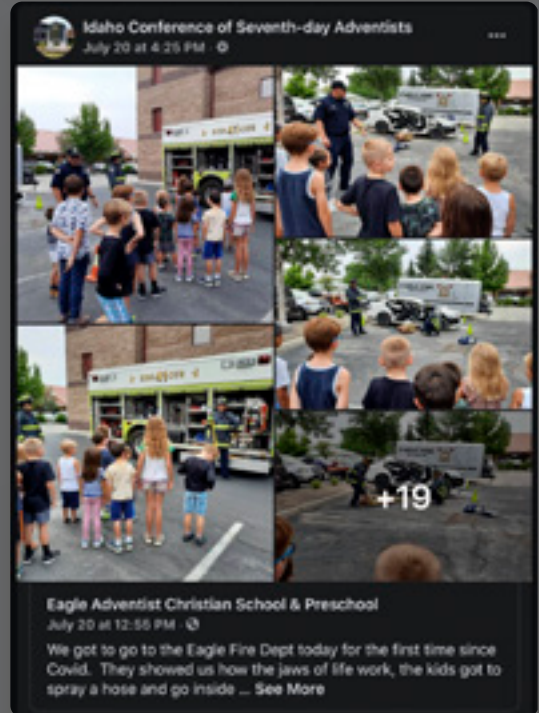 Idaho Conference of Seventh-day Adventists
July 20 at 4:25 PM ·
+19
Eagle Adventist Christian School & Preschool
July 20 at 12:55 PM ·
We got to go to the Eagle Fire Dept today for the first time since
Covid. They showed us how the jaws of life work, the kids got to
spray a hose and go inside ... See More